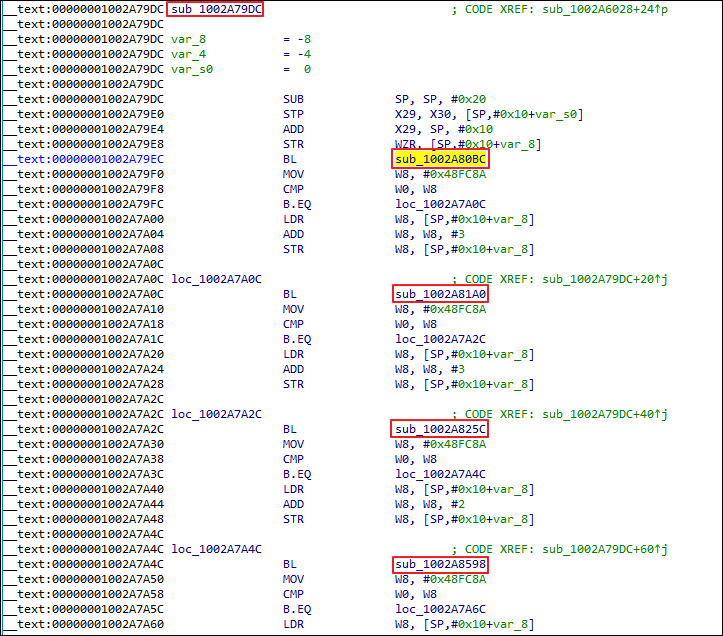 __text:00000001002A79DC sub_1002A79DC ; CODE XREF: sub_1002A6028+24↑p
__text:00000001002A79DC
__text:00000001002A79DC var_8 = -8
__text:00000001002A79DC var_4 = -4
__text:00000001002A79DC var_s0 = 0
__text:00000001002A79DC
__text:00000001002A79DC SUB SP, SP, #0x20
__text:00000001002A79E0 STP X29, X30, [SP,#0x10+var_s0]
__text:00000001002A79E4 ADD X29, SP, #0x10
__text:00000001002A79E8 STR WZR, [SP,#0x10+var_8]
__text:00000001002A79EC BL sub_1002A80BC
__text:00000001002A79F0 MOV W8, #0x48FC8A
__text:00000001002A79F8 CMP W0, W8
__text:00000001002A79FC B.EQ loc_1002A7A0C
__text:00000001002A7A00 LDR W8, [SP,#0x10+var_8]
__text:00000001002A7A04 ADD W8, W8, #3
__text:00000001002A7A08 STR W8, [SP,#0x10+var_8]
__text:00000001002A7A0C
__text:00000001002A7A0C loc_1002A7A0C ; CODE XREF: sub_1002A79DC+20↑j
__text:00000001002A7A0C BL sub_1002A81A0
__text:00000001002A7A10 MOV W8, #0x48FC8A
__text:00000001002A7A18 CMP W0, W8
__text:00000001002A7A1C B.EQ loc_1002A7A2C
__text:00000001002A7A20 LDR W8, [SP,#0x10+var_8]
__text:00000001002A7A24 ADD W8, W8, #3
__text:00000001002A7A28 STR W8, [SP,#0x10+var_8]
__text:00000001002A7A2C
__text:00000001002A7A2C loc_1002A7A2C ; CODE XREF: sub_1002A79DC+40↑j
__text:00000001002A7A2C BL sub_1002A825C
__text:00000001002A7A30 MOV W8, #0x48FC8A
__text:00000001002A7A38 CMP W0, W8
__text:00000001002A7A3C B.EQ loc_1002A7A4C
__text:00000001002A7A40 LDR W8, [SP,#0x10+var_8]
__text:00000001002A7A44 ADD W8, W8, #2
__text:00000001002A7A48 STR W8, [SP,#0x10+var_8]
__text:00000001002A7A4C
__text:00000001002A7A4C loc_1002A7A4C ; CODE XREF: sub_1002A79DC+60↑j
__text:00000001002A7A4C BL sub_1002A8598
__text:00000001002A7A50 MOV W8, #0x48FC8A
__text:00000001002A7A58 CMP W0, W8
__text:00000001002A7A5C B.EQ loc_1002A7A6C
__text:00000001002A7A60 LDR W8, [SP,#0x10+var_8]